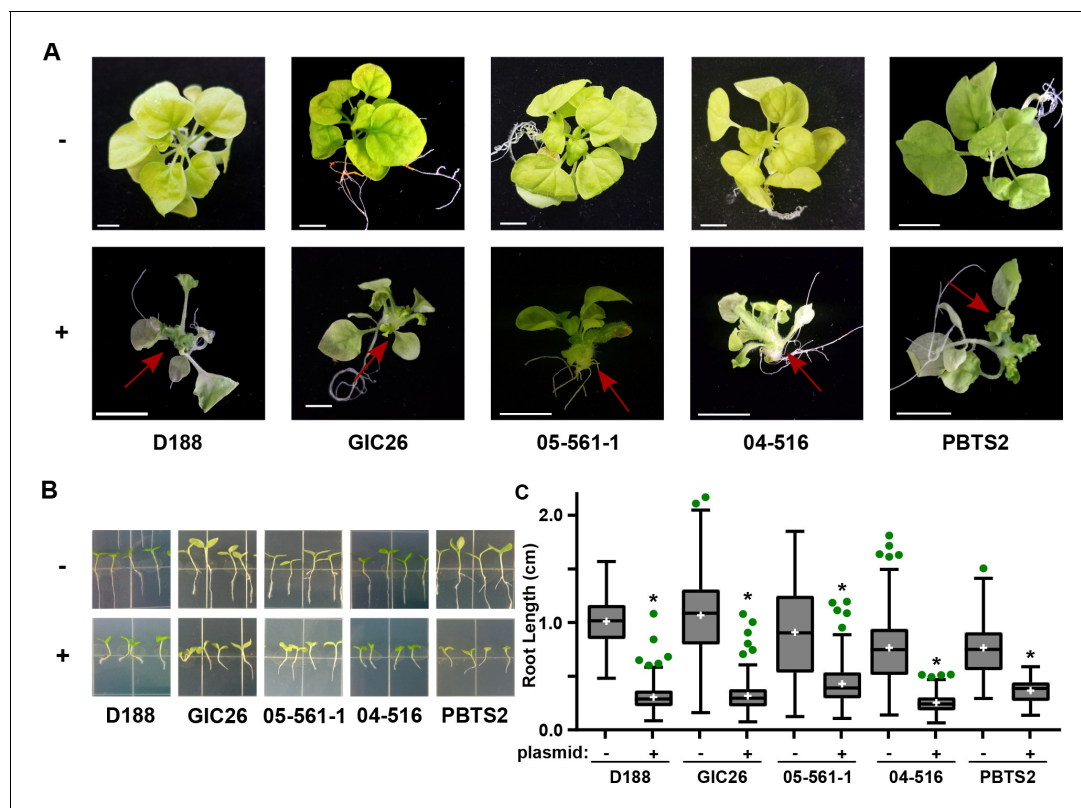 A
-
+
D188 GIC26 05-561-1 04-516 PBTS2
B
-
+
D188 GIC26 05-561-1 04-516 PBTS2
C
Root Length (cm)
2.0
1.0
0.0
* * * * *
plasmid: - + - + - + - + - +
D188 GIC26 05-561-1 04-516 PBTS2